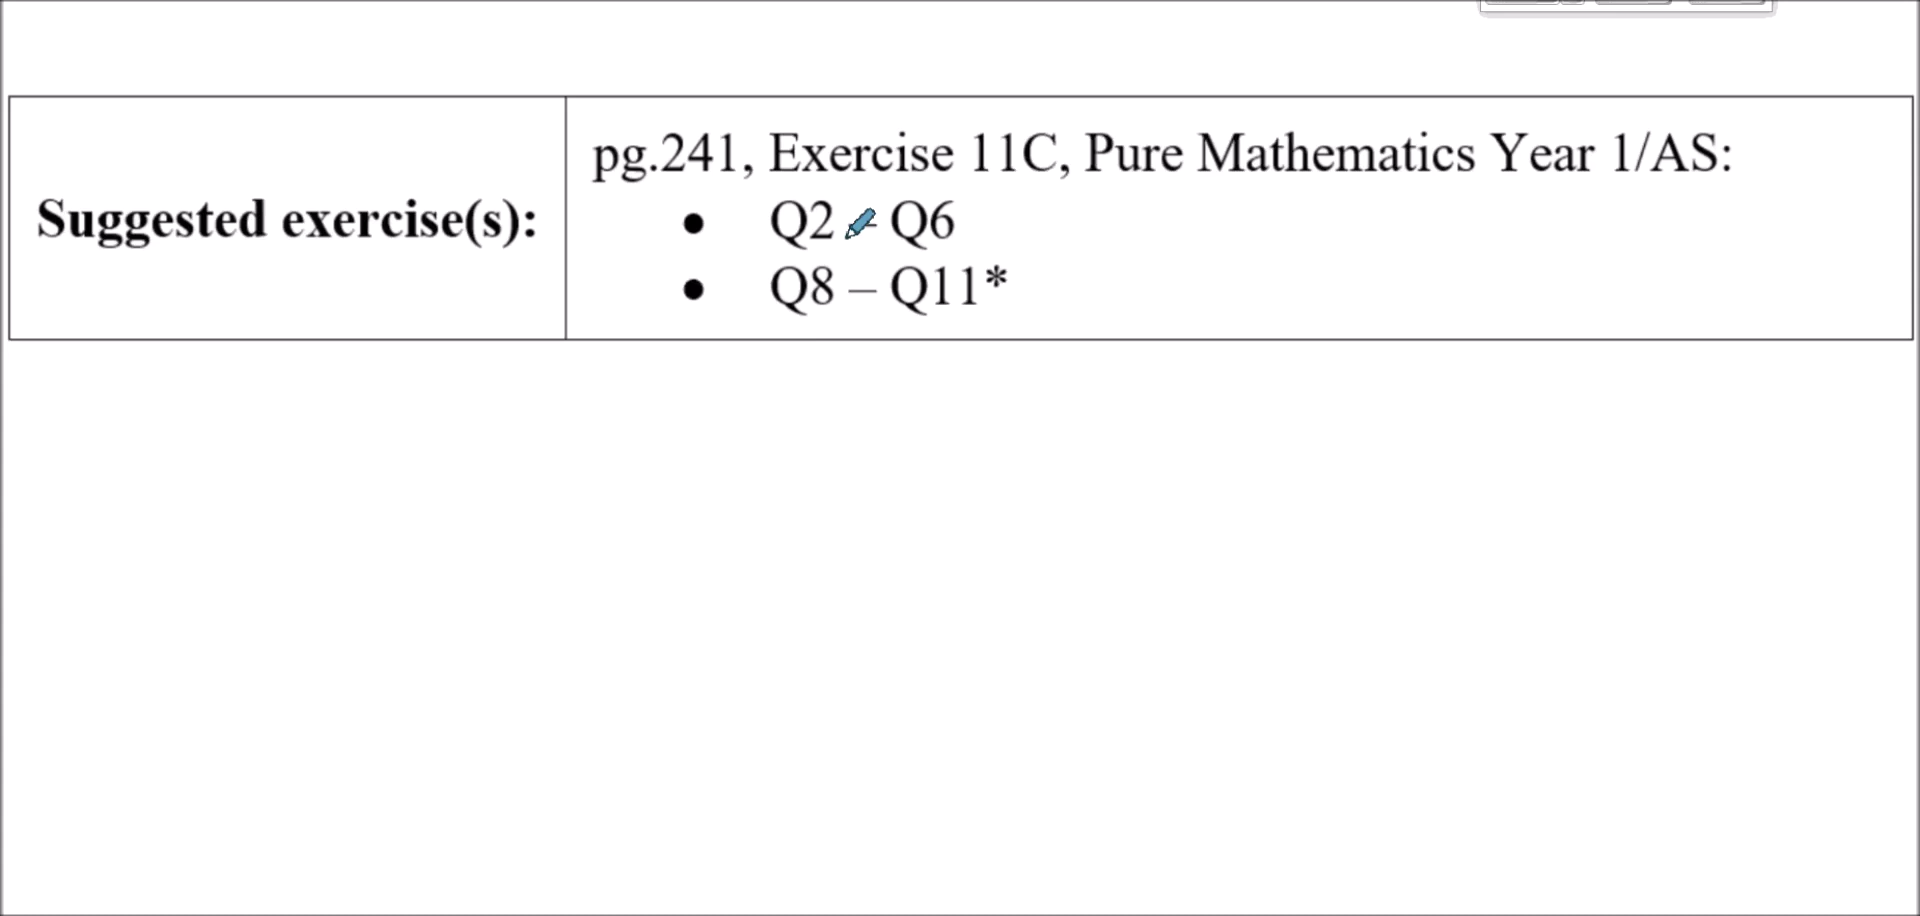 Suggested exercise(s):
pg.241, Exercise 11C, Pure Mathematics Year 1/AS:
• Q2 – Q6
• Q8 – Q11*